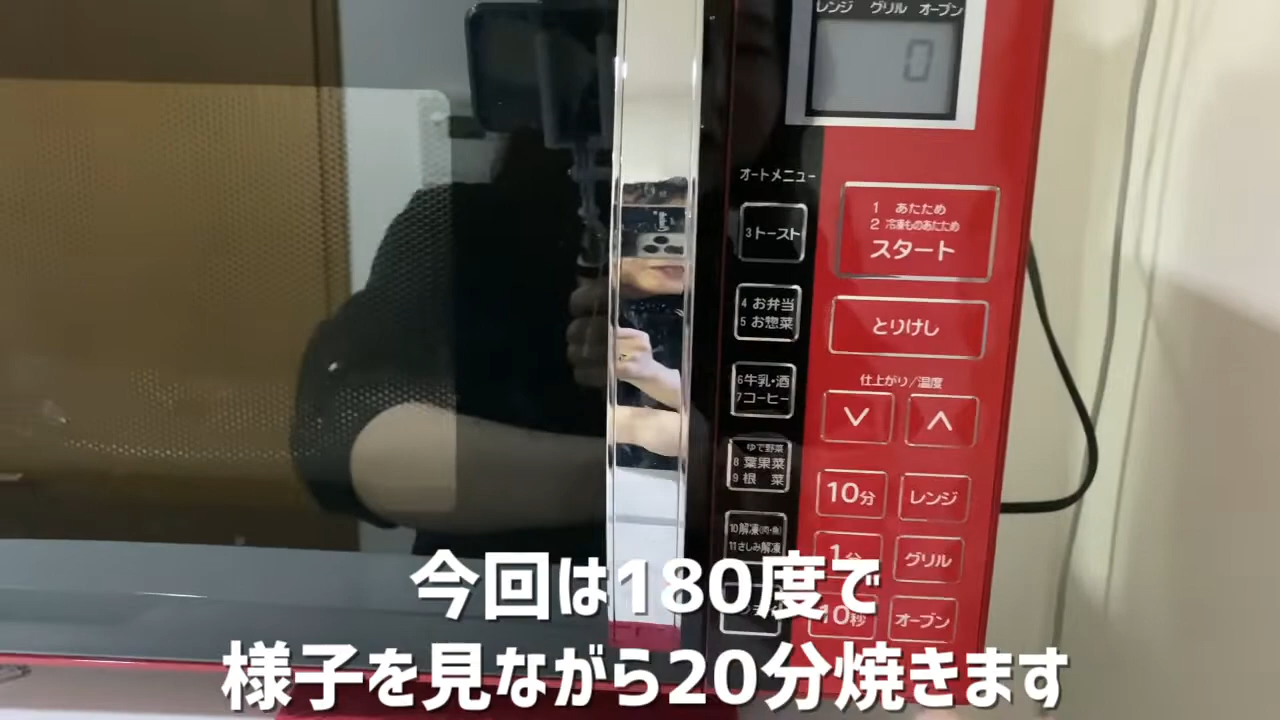 レンジ グリル オーブン
0
オートメニュー
3 トースト
4 お弁当
5 お惣菜
6 牛乳・酒
7 コーヒー
ゆで野菜
8 葉果菜
9 根 菜
10 解凍(肉・魚)
11 さしみ解凍
1 あたため
2 冷凍ものあたため
スタート
とりけし
仕上がり/温度
10分
レンジ
1分
グリル
10秒
オーブン
今回は180度で
様子を見ながら20分焼きます